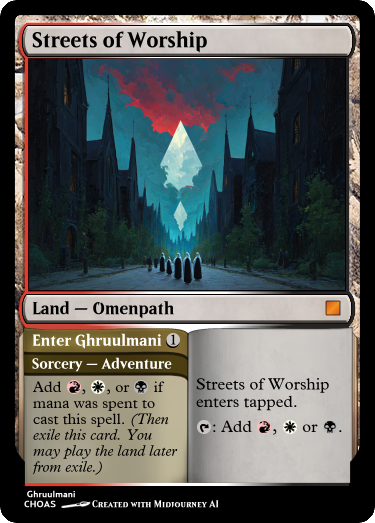 Streets of Worship
Land — Omenpath
Enter Ghruulmani 1
Sorcery — Adventure
Add R, W, or B if
mana was spent to
cast this spell. (Then
exile this card. You
may play the land later
from exile.)
Streets of Worship
enters tapped.
T: Add R, W or B.
Ghruulmani
CHOAS Created with Midjourney AI